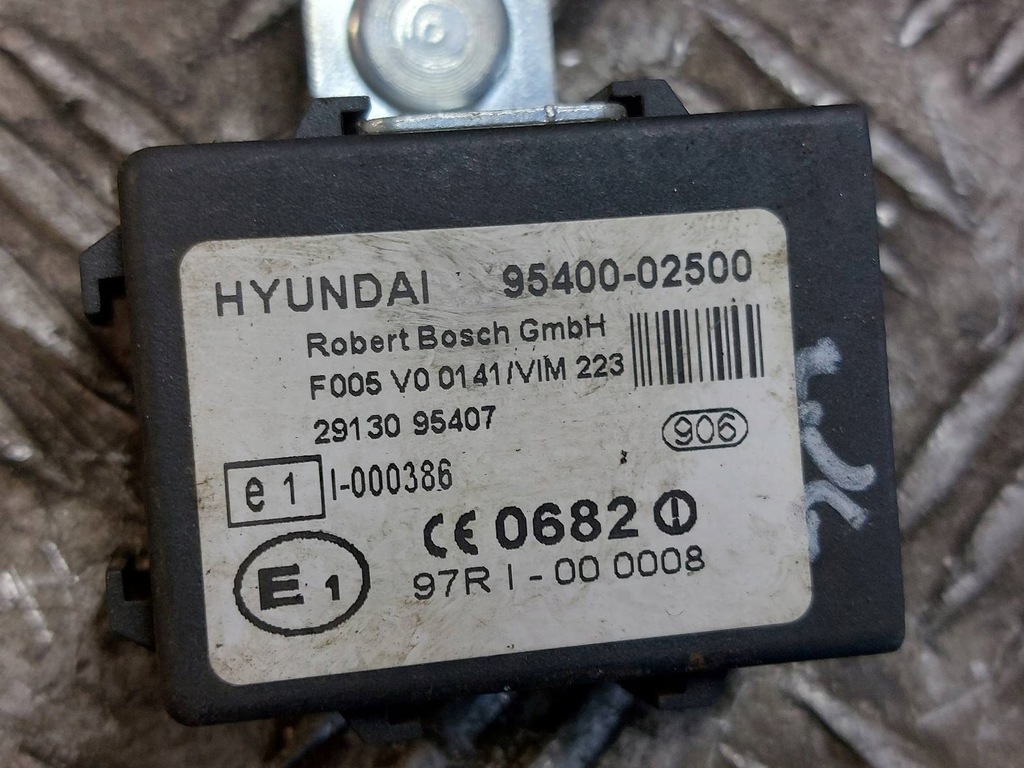 HYUNDAI 95400-02500
Robert Bosch GmbH
F005 V0 0141/VIM 223
29130 95407
906
e 1 I-000386
CE 0682
E 1 97R I - 00 0008